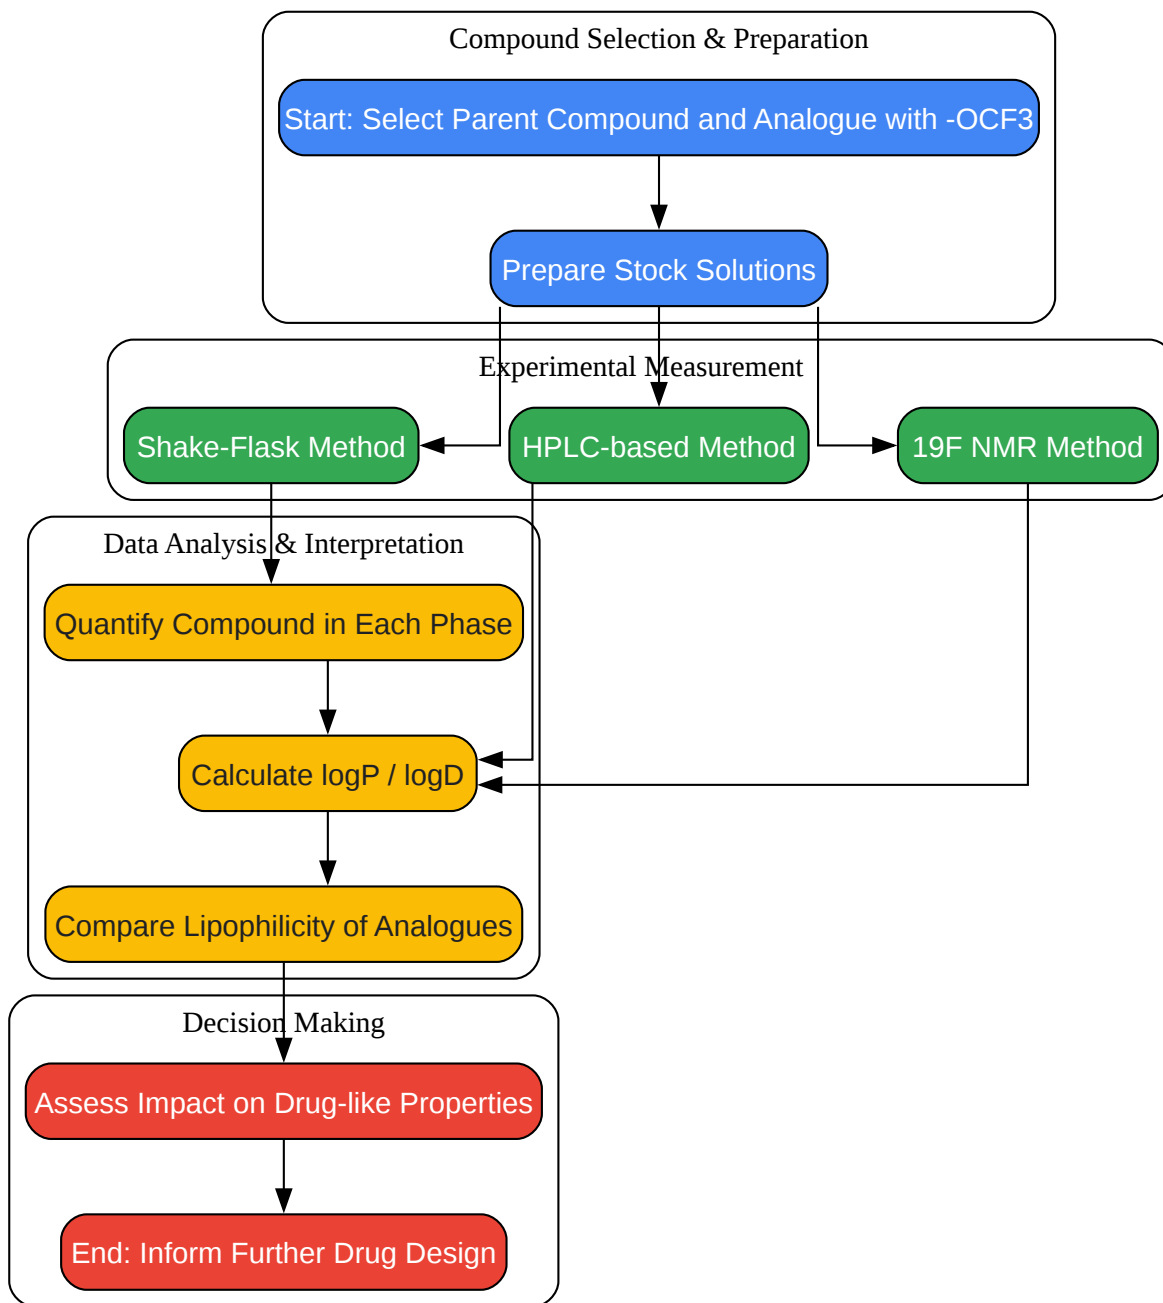 Compound Selection & Preparation
Start: Select Parent Compound and Analogue with -OCF3
Prepare Stock Solutions
Experimental Measurement
Shake-Flask Method
HPLC-based Method
19F NMR Method
Data Analysis & Interpretation
Quantify Compound in Each Phase
Calculate logP / logD
Compare Lipophilicity of Analogues
Decision Making
Assess Impact on Drug-like Properties
End: Inform Further Drug Design